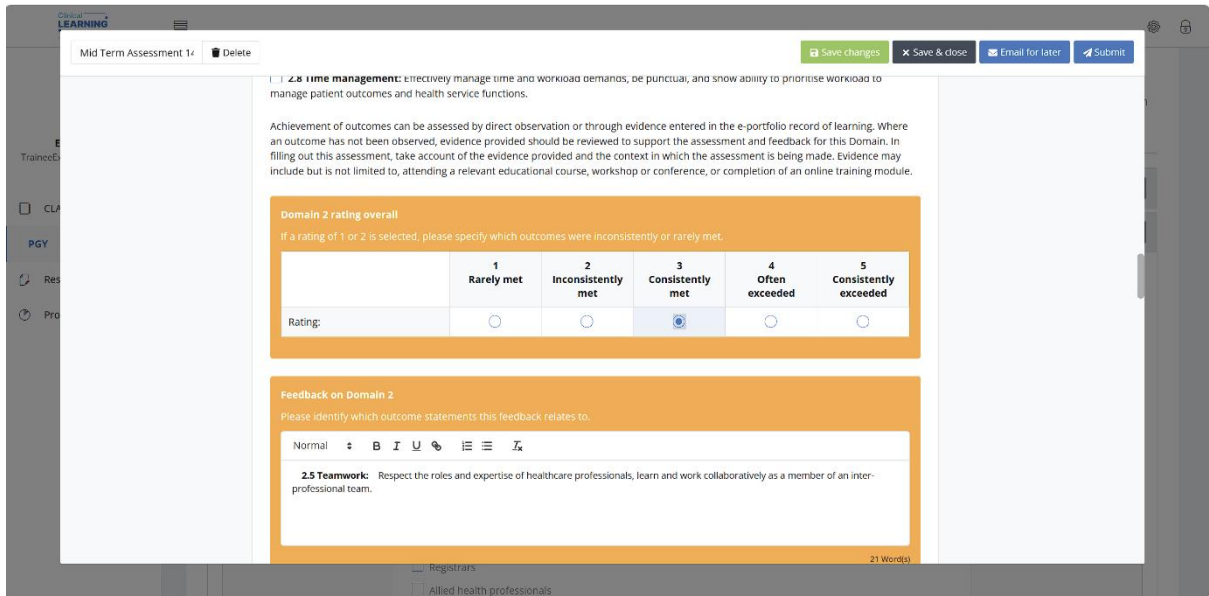 Clinical
LEARNING
Mid Term Assessment 14
Delete
Save changes
Save & close
Email for later
Submit
2.8 Time management: Effectively manage time and workload demands, be punctual, and show ability to prioritise workload to
manage patient outcomes and health service functions.
Achievement of outcomes can be assessed by direct observation or through evidence entered in the e-portfolio record of learning. Where
an outcome has not been observed, evidence provided should be reviewed to support the assessment and feedback for this Domain. In
filling out this assessment, take account of the evidence provided and the context in which the assessment is being made. Evidence may
include but is not limited to, attending a relevant educational course, workshop or conference, or completion of an online training module.
E
TraineeEx
CLA
PGY
Res
Pro
Domain 2 rating overall
If a rating of 1 or 2 is selected, please specify which outcomes were inconsistently or rarely met.
1 2 3 4 5
Rarely met Inconsistently Consistently Often Consistently
met met exceeded exceeded
Rating:
Feedback on Domain 2
Please identify which outcome statements this feedback relates to.
Normal B I U
2.5 Teamwork: Respect the roles and expertise of healthcare professionals, learn and work collaboratively as a member of an inter-
professional team.
21 Word(s)
Registrars
Allied health professionals